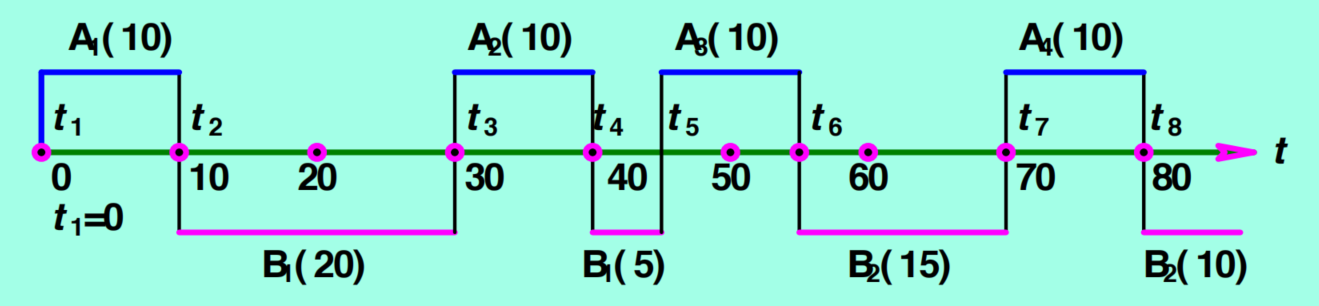 A1(10) A2(10) A3(10) A4(10)
t1 t2 t3 t4 t5 t6 t7 t8
t
0 10 20 30 40 50 60 70 80
t1=0
B1(20) B1(5) B2(15) B2(10)